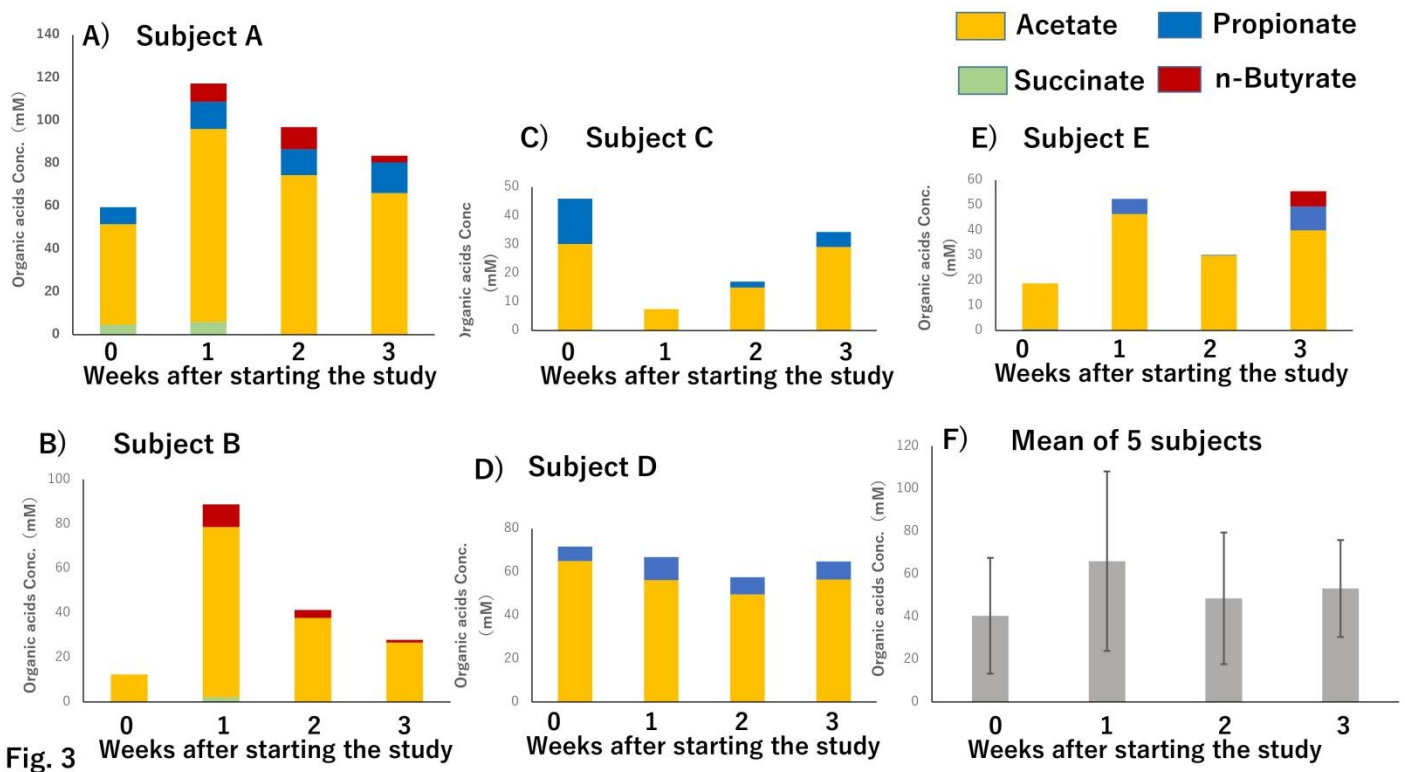 A) Subject A
Organic acids Conc. (mM)
140
120
100
80
60
40
20
0
0 1 2 3
Weeks after starting the study
Acetate Propionate
Succinate n-Butyrate
C) Subject C
Organic acids Conc
(mM)
50
40
30
20
10
0
0 1 2 3
Weeks after starting the study
E) Subject E
Organic acids Conc.
(mM)
60
50
40
30
20
10
0
0 1 2 3
Weeks after starting the study
B) Subject B
Organic acids Conc. (mM)
100
80
60
40
20
0
0 1 2 3
Weeks after starting the study
D) Subject D
Organic acids Conc.
(mM)
80
60
40
20
0
0 1 2 3
Weeks after starting the study
F) Mean of 5 subjects
Organic acids Conc. (mM)
120
100
80
60
40
20
0
0 1 2 3
Weeks after starting the study
Fig. 3